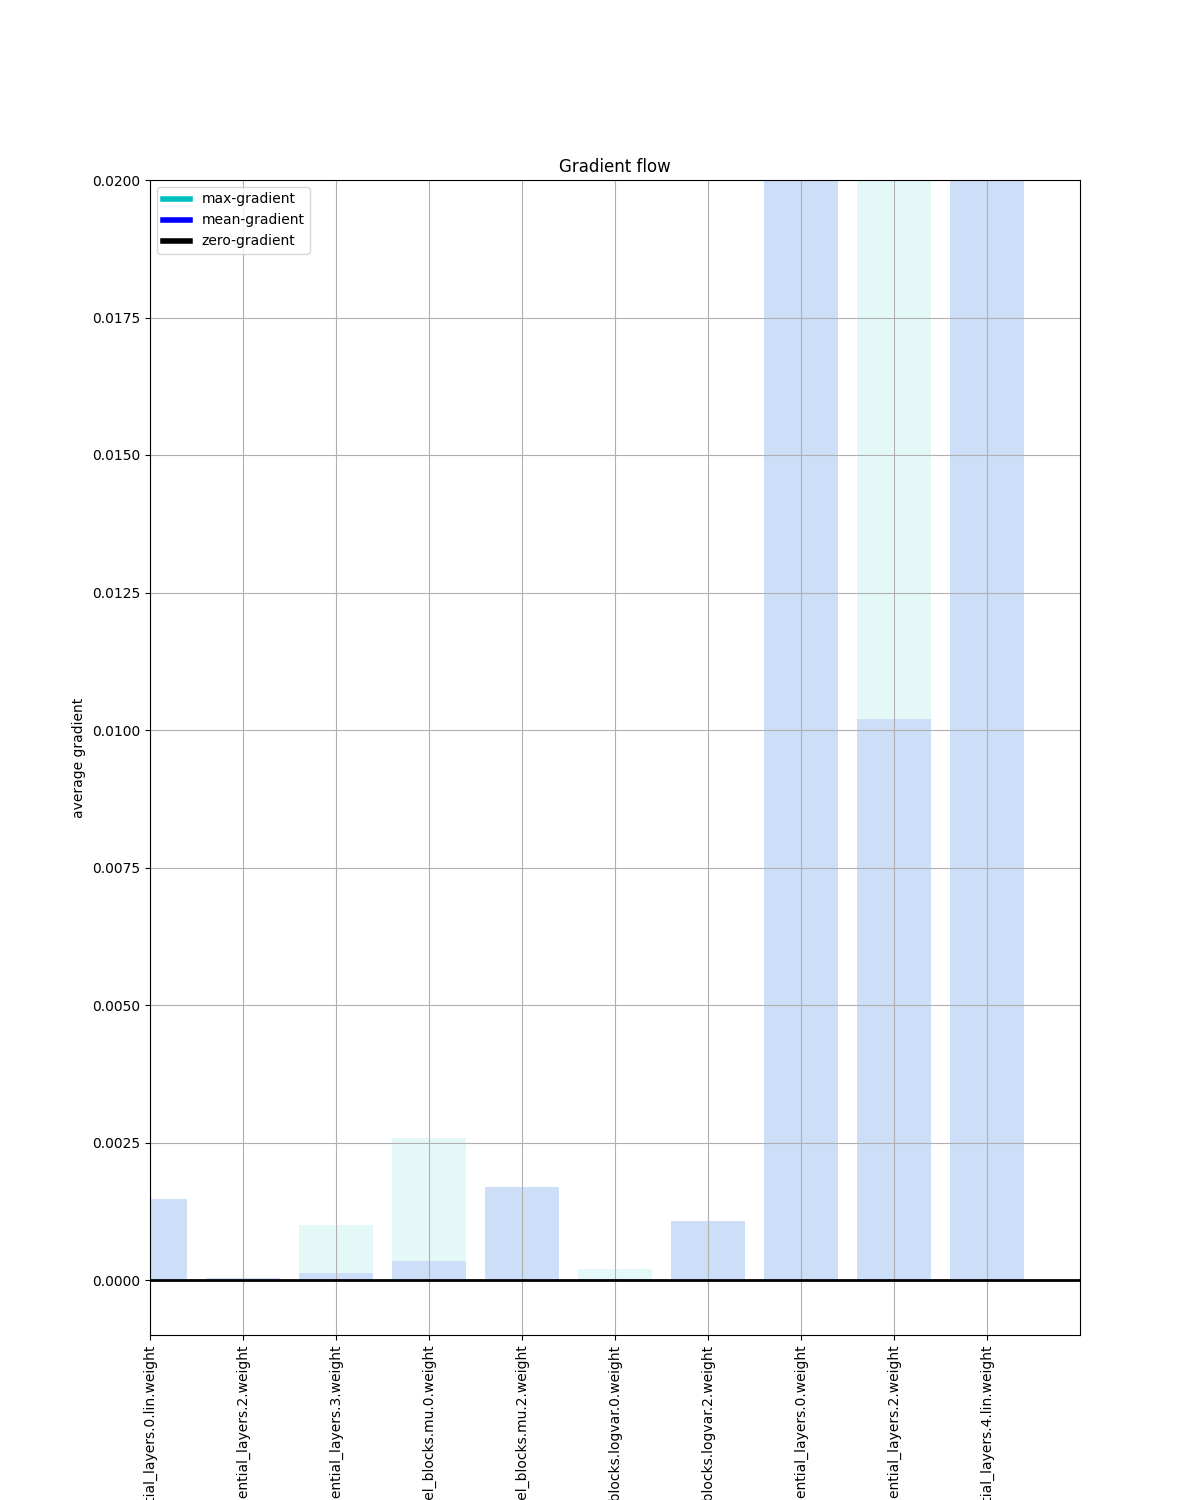 Gradient flow
max-gradient
mean-gradient
zero-gradient
0.0200
0.0175
0.0150
0.0125
0.0100
0.0075
0.0050
0.0025
0.0000
average gradient
tial_layers.0.lin.weight
ential_layers.2.weight
ential_layers.3.weight
el_blocks.mu.0.weight
el_blocks.mu.2.weight
blocks.logvar.0.weight
blocks.logvar.2.weight
ential_layers.0.weight
ential_layers.2.weight
tial_layers.4.lin.weight